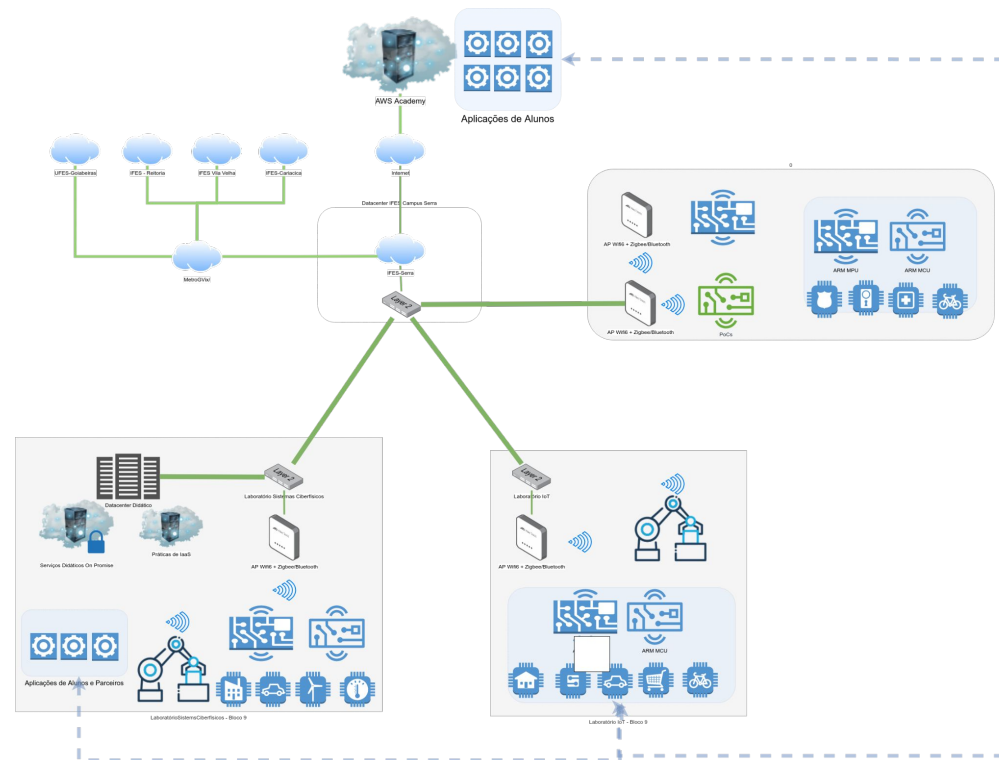 AWS Academy
Aplicações de Alunos
UFES-Goiabeiras
IFES - Reitoria
IFES Vila Velha
IFES-Cariacica
Internet
0
Datacenter IFES Campus Serra
AP Wifi6 + Zigbee/Bluetooth
ARM MPU
ARM MCU
IFES-Serra
MetroGVix/
Layer 2
AP Wifi6 + Zigbee/Bluetooth
PoCs
Layer 2
Laboratório Sistemas Ciberfísicos
Datacenter Didático
Layer 2
Laboratório IoT
Serviços Didáticos On Promise
Práticas de IaaS
AP Wifi6 + Zigbee/Bluetooth
AP Wifi6 + Zigbee/Bluetooth
ARM MCU
Aplicações de Alunos e Parceiros
LaboratórioSistemsCiberfísicos - Bloco 9
Laboratório IoT - Bloco 9